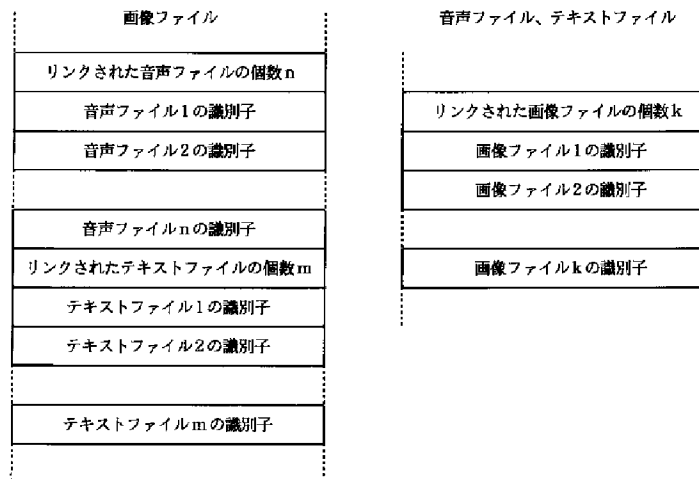 画像ファイル
リンクされた音声ファイルの個数n
音声ファイル1の識別子
音声ファイル2の識別子
音声ファイルnの識別子
リンクされたテキストファイルの個数m
テキストファイル1の識別子
テキストファイル2の識別子
テキストファイルmの識別子
音声ファイル、テキストファイル
リンクされた画像ファイルの個数k
画像ファイル1の識別子
画像ファイル2の識別子
画像ファイルkの識別子